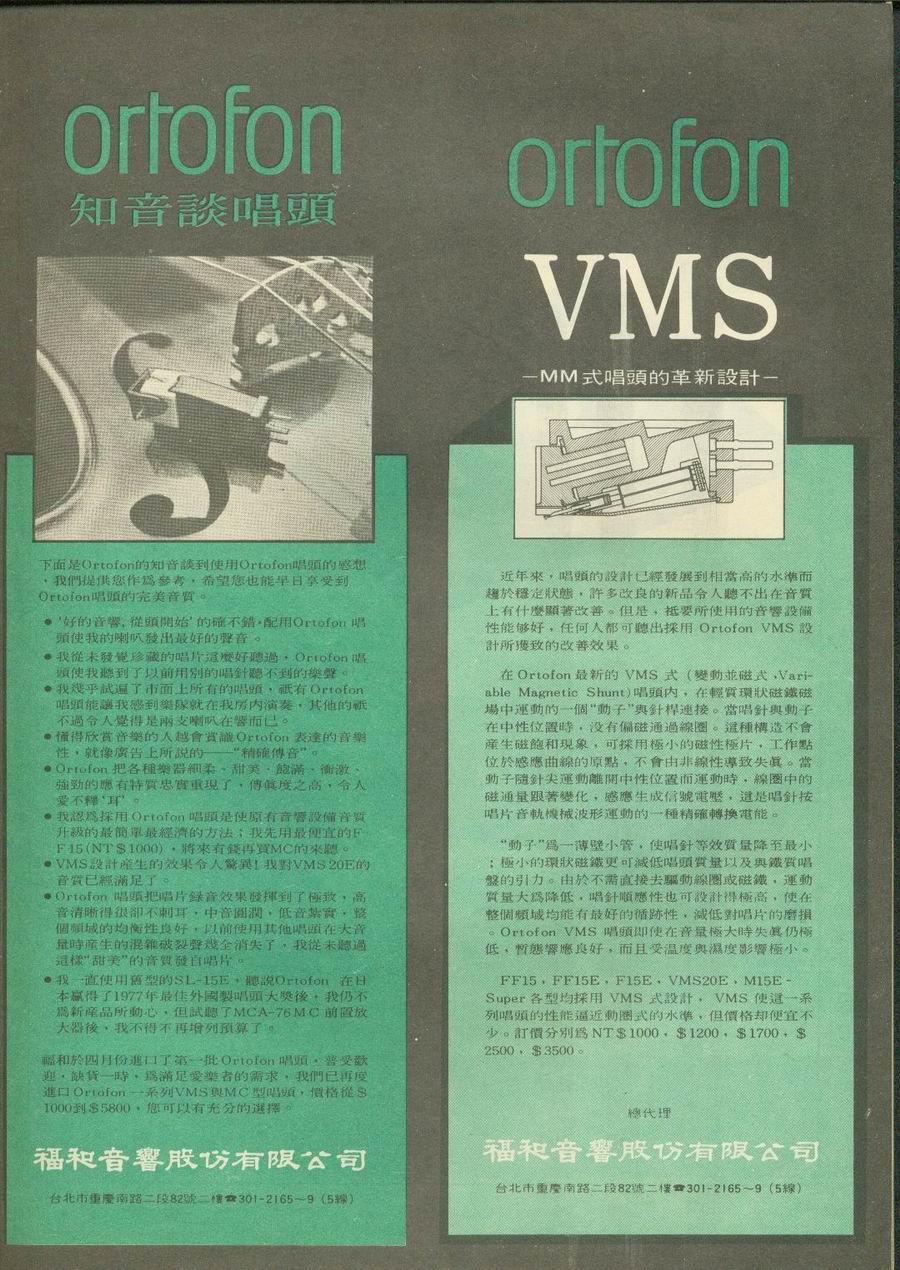 ortofon
知音談唱頭
下面是Ortofon的知音談到使用Ortofon唱頭的感想
、我們提供您作爲參考，希望您也能早日享受到
Ortofon唱頭的完美音質。
●'好的音響,從頭開始'的確不錯，配用Ortofon 唱
頭使我的喇叭發出最好的聲音。
●我從未發覺珍藏的唱片這麼好聽過，Ortofon 唱
頭使我聽到了以前用別的唱針聽不到的樂聲。
●我幾乎試遍了市面上所有的唱頭，祇有Ortofon
唱頭能讓我感到樂隊就在我房內演奏，其他的祇
不過令人覺得是兩支喇叭在響而已。
●懂得欣賞音樂的人越會賞識Ortofon 表達的音樂
性，就像廣告上所説的——“精確傳音”。
●Ortofon 把各種樂器細柔、甜美、飽滿、衝激、
強勁的應有特質忠實重現了，傳眞度之高，令人
愛不釋'耳'。
●我認爲採用Ortofon 唱頭是使原有音響設備音質
升級的最簡單最經濟的方法；我先用最便宜的F
F15(NT＄1000)，將來有錢再買MC的來聽。
●VMS設計産生的效果令人驚異!我對VMS20E的
音質已經滿足了。
●Ortofon 唱頭把唱片録音效果發揮到了極致，高
音清晰得很卻不刺耳，中音圓潤，低音紮實，整
個頻域的均衡性良好，以前使用其他唱頭在大音
量時産生的混雜破裂聲幾全消失了，我從未聽過
這樣“甜美”的音質發自唱片。
●我一直使用舊型的SL-15E，聽説Ortofon 在日
本贏得了1977年最佳外國製唱頭大獎後，我仍不
爲新産品所動心，但試聽了MCA-76MC前置放
大器後，我不得不再增列預算了。
福和於四月份進口了第一批Ortofon 唱頭，普受歡
迎，缺貨一時，爲滿足愛樂者的需求，我們已再度
進口 Ortofon 一系列VMS與MC型唱頭，價格從＄
1000到＄5800，您可以有充分的選擇。
福和音響股份有限公司
台北市重慶南路二段82號二樓☎301-2165～9 (5線)
ortofon
VMS
—MM式唱頭的革新設計—
近年來，唱頭的設計已經發展到相當高的水準而
趨於穩定狀態，許多改良的新品令人聽不出在音質
上有什麼顯著改善。但是，祇要所使用的音響設備
性能够好，任何人都可聽出採用 Ortofon VMS 設
計所獲致的改善效果。
在 Ortofon 最新的 VMS 式 (變動並磁式，Vari-
able Magnetic Shunt)唱頭內，在輕質環狀磁鐵磁
場中運動的一個“動子”與針桿連接。當唱針與動子
在中性位置時，没有偏磁通過線圈。這種構造不會
産生磁飽和現象，可採用極小的磁性極片，工作點
位於感應曲線的原點，不會由非線性導致失眞。當
動子隨針尖運動離開中性位置而運動時，線圈中的
磁通量跟著變化，感應生成信號電壓，這是唱針按
唱片音軌機械波形運動的一種精確轉換電能。
“動子”爲一薄壁小管，使唱針等效質量降至最小
；極小的環狀磁鐵更可減低唱頭質量以及與鐵質唱
盤的引力。由於不需直接去驅動線圈或磁鐵，運動
質量大爲降低，唱針順應性也可設計得極高，使在
整個頻域均能有最好的循跡性，減低對唱片的磨損
。Ortofon VMS 唱頭即使在音量極大時失眞仍極
低，暫態響應良好，而且受温度與濕度影響極小。
FF15，FF15E，F15E，VMS20E，M15E -
Super 各型均採用 VMS 式設計， VMS 使這一系
列唱頭的性能逼近動圈式的水準，但價格却便宜不
少。訂價分別爲 NT＄1000，＄1200，＄1700，＄
2500，＄3500。
總代理
福和音響股份有限公司
台北市重慶南路二段82號二樓☎301-2165～9 (5線)